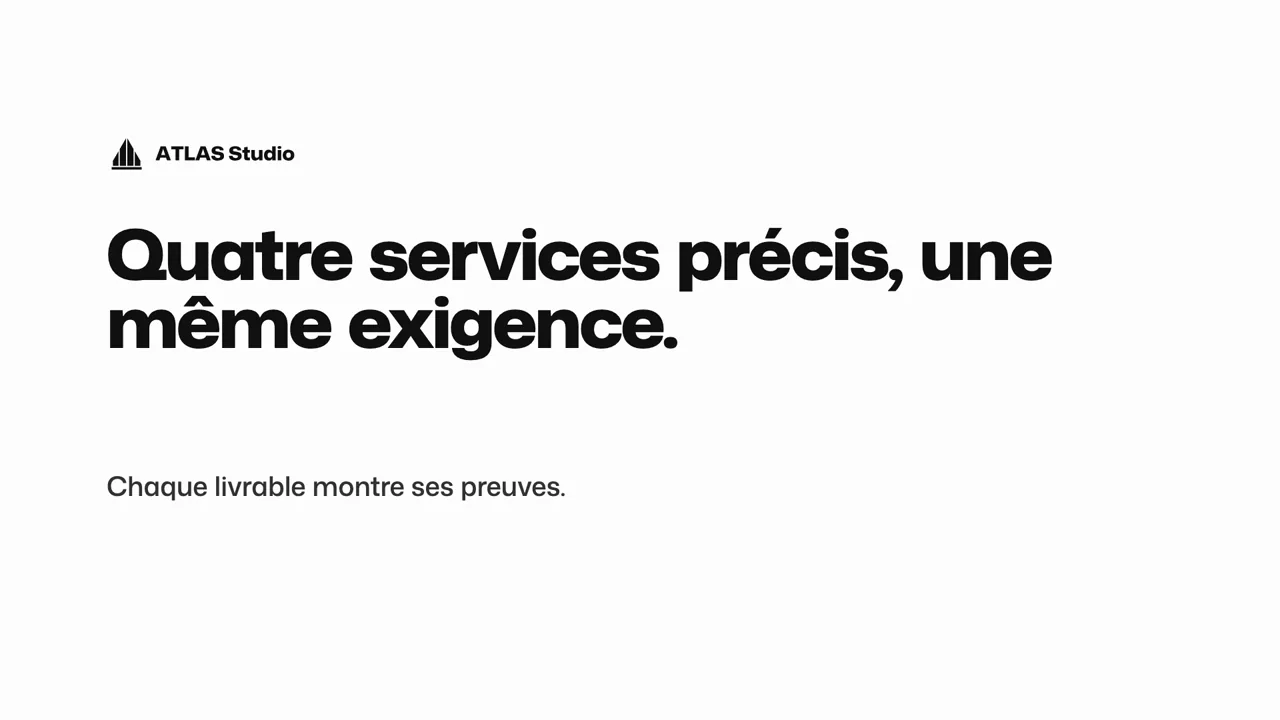 ATLAS Studio
Quatre services précis, une
même exigence.
Chaque livrable montre ses preuves.